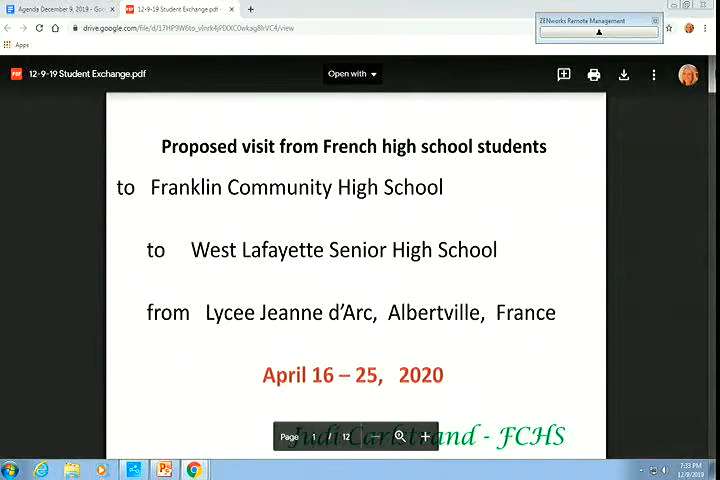 Agenda December 9, 2019 - Goo
12-9-19 Student Exchange.pdf
ZENworks Remote Management
Apps
12-9-19 Student Exchange.pdf
Open with
Proposed visit from French high school students
to Franklin Community High School
to West Lafayette Senior High School
from Lycee Jeanne d'Arc, Albertville, France
April 16 – 25, 2020
Judi Carlstrand - FCHS
Page 1 / 12
7:33 PM
12/9/2019